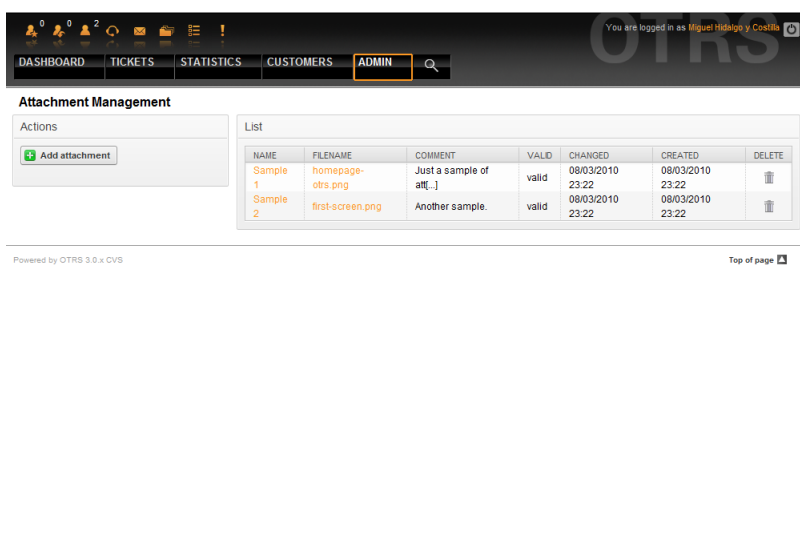 0 0 2
You are logged in as Miguel Hidalgo y Costilla
OTRS
DASHBOARD TICKETS STATISTICS CUSTOMERS ADMIN
Attachment Management
Actions
Add attachment
List
NAME FILENAME COMMENT VALID CHANGED CREATED DELETE
Sample homepage- Just a sample of valid 08/03/2010 08/03/2010
1 otrs.png att[...] 23:22 23:22
Sample first-screen.png Another sample. valid 08/03/2010 08/03/2010
2 23:22 23:22
Powered by OTRS 3.0.x CVS
Top of page